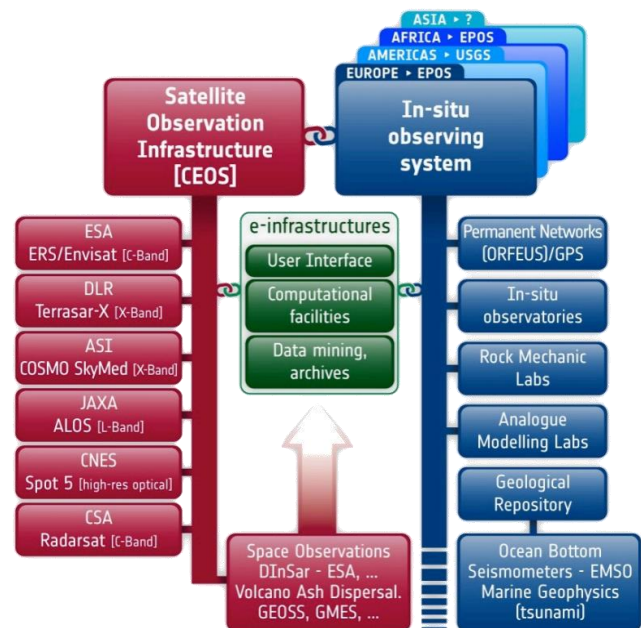 ASIA ▸ ?
AFRICA ▸ EPOS
AMERICAS ▸ USGS
EUROPE ▸ EPOS
Satellite
Observation
Infrastructure
[CEOS]
In-situ
observing
system
ESA
ERS/Envisat [C-Band]
DLR
Terrasar-X [X-Band]
ASI
COSMO SkyMed [X-Band]
JAXA
ALOS [L-Band]
CNES
Spot 5 [high-res optical]
CSA
Radarsat [C-Band]
e-infrastructures
User Interface
Computational
facilities
Data mining,
archives
Space Observations
DInSar - ESA, ...
Volcano Ash Dispersal.
GEOSS, GMES, ...
Permanent Networks
(ORFEUS)/GPS
In-situ
observatories
Rock Mechanic
Labs
Analogue
Modelling Labs
Geological
Repository
Ocean Bottom
Seismometers - EMSO
Marine Geophysics
(tsunami)